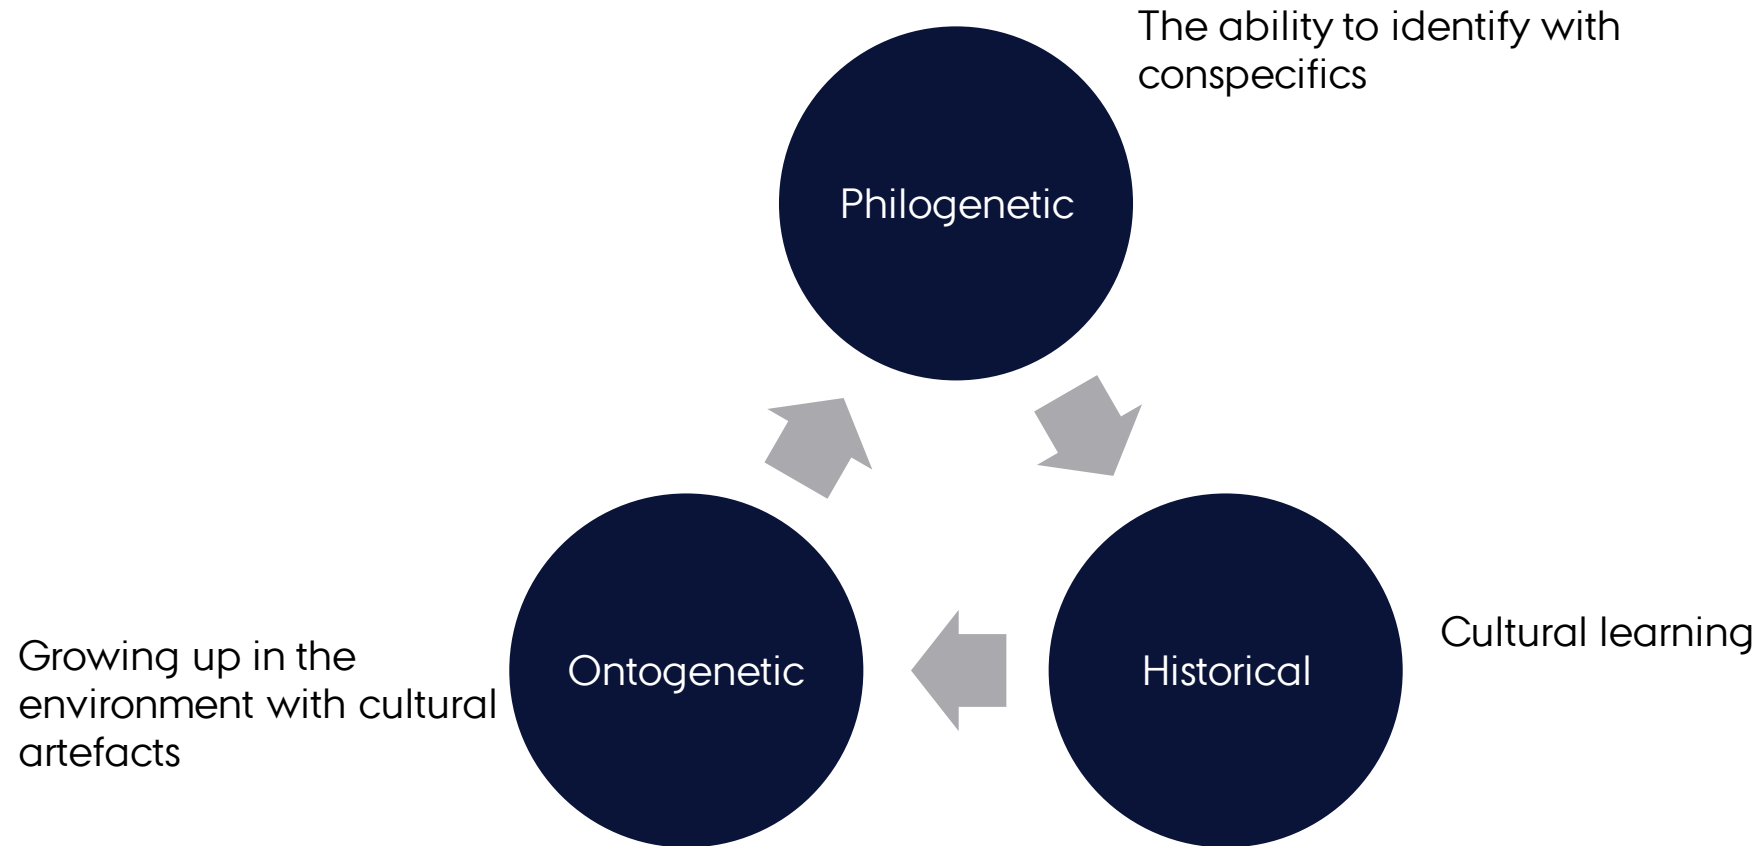 The ability to identify with
conspecifics
Philogenetic
Growing up in the
environment with cultural
artefacts
Ontogenetic
Historical
Cultural learning